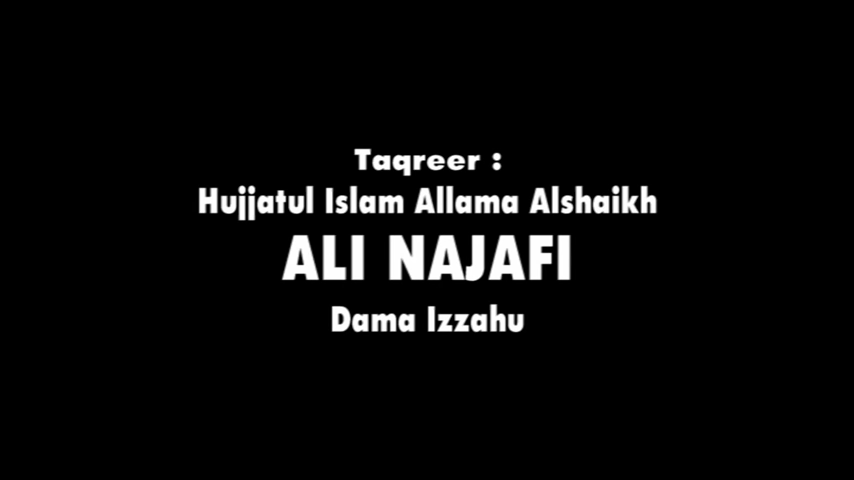 Taqreer :
Hujjatul Islam Allama Alshaikh
ALI NAJAFI
Dama Izzahu